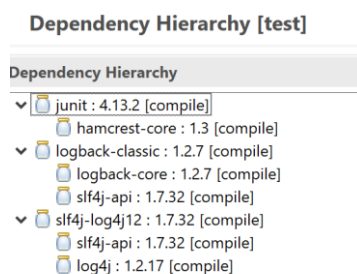 Dependency Hierarchy [test]
Dependency Hierarchy
junit : 4.13.2 [compile]
hamcrest-core : 1.3 [compile]
logback-classic : 1.2.7 [compile]
logback-core : 1.2.7 [compile]
slf4j-api : 1.7.32 [compile]
slf4j-log4j12 : 1.7.32 [compile]
slf4j-api : 1.7.32 [compile]
log4j : 1.2.17 [compile]